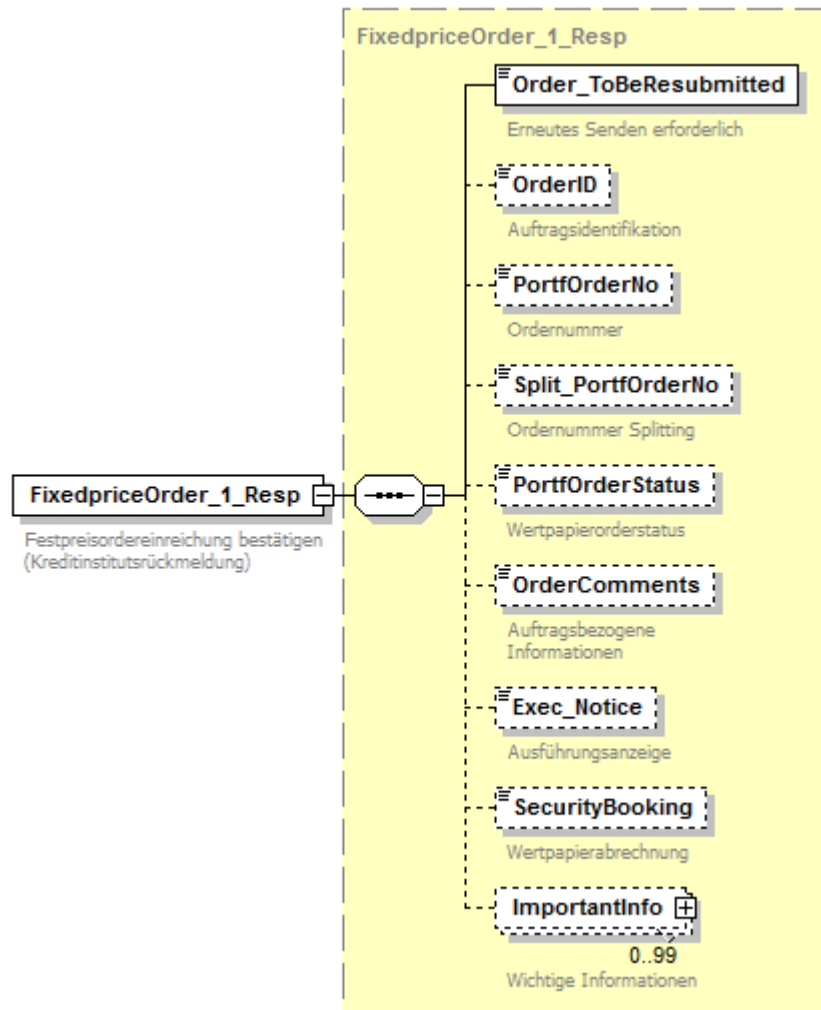 FixedpriceOrder_1_Resp
Order_ToBeResubmitted
Erneutes Senden erforderlich
OrderID
Auftragsidentifikation
PortfOrderNo
Ordernummer
Split_PortfOrderNo
Ordernummer Splitting
FixedpriceOrder_1_Resp
Festpreisordereinreichung bestätigen
(Kreditinstitutsrückmeldung)
PortfOrderStatus
Wertpapierorderstatus
OrderComments
Auftragsbezogene
Informationen
Exec_Notice
Ausführungsanzeige
SecurityBooking
Wertpapierabrechnung
ImportantInfo
0..99
Wichtige Informationen